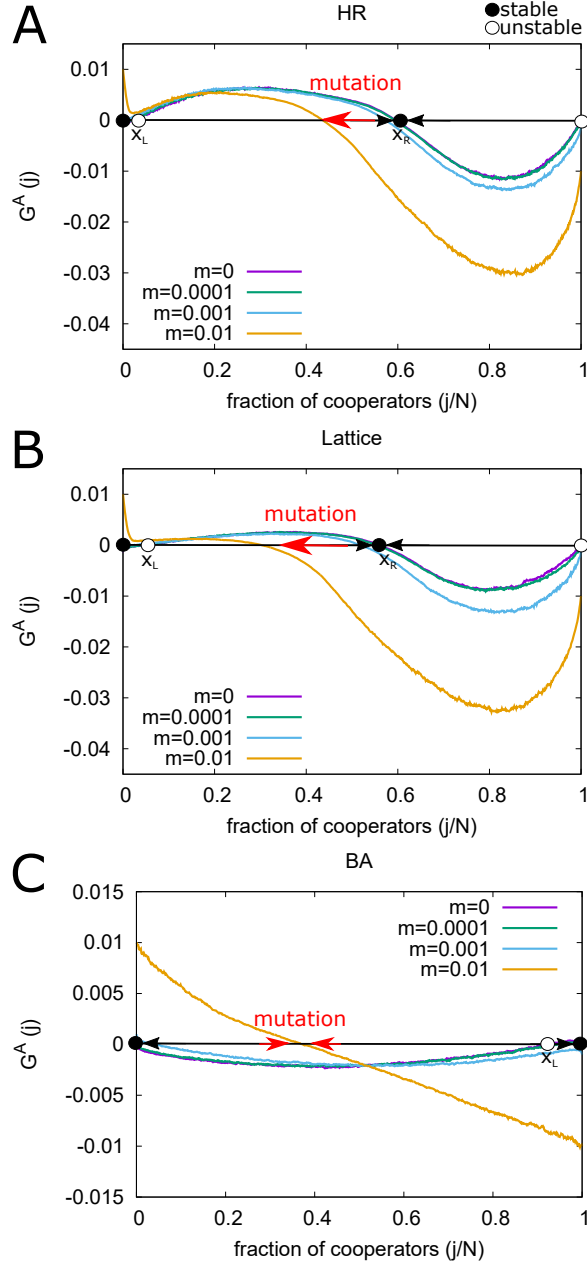 A
HR
stable
unstable
0.01
0
-0.01
-0.02
-0.03
-0.04
G^A (j)
mutation
x_L
x_R
m=0
m=0.0001
m=0.001
m=0.01
0 0.2 0.4 0.6 0.8 1
fraction of cooperators (j/N)
B
Lattice
0.01
0
-0.01
-0.02
-0.03
-0.04
G^A (j)
mutation
x_L
x_R
m=0
m=0.0001
m=0.001
m=0.01
0 0.2 0.4 0.6 0.8 1
fraction of cooperators (j/N)
C
BA
0.015
0.01
0.005
0
-0.005
-0.01
-0.015
G^A (j)
m=0
m=0.0001
m=0.001
m=0.01
mutation
x_L
0 0.2 0.4 0.6 0.8 1
fraction of cooperators (j/N)